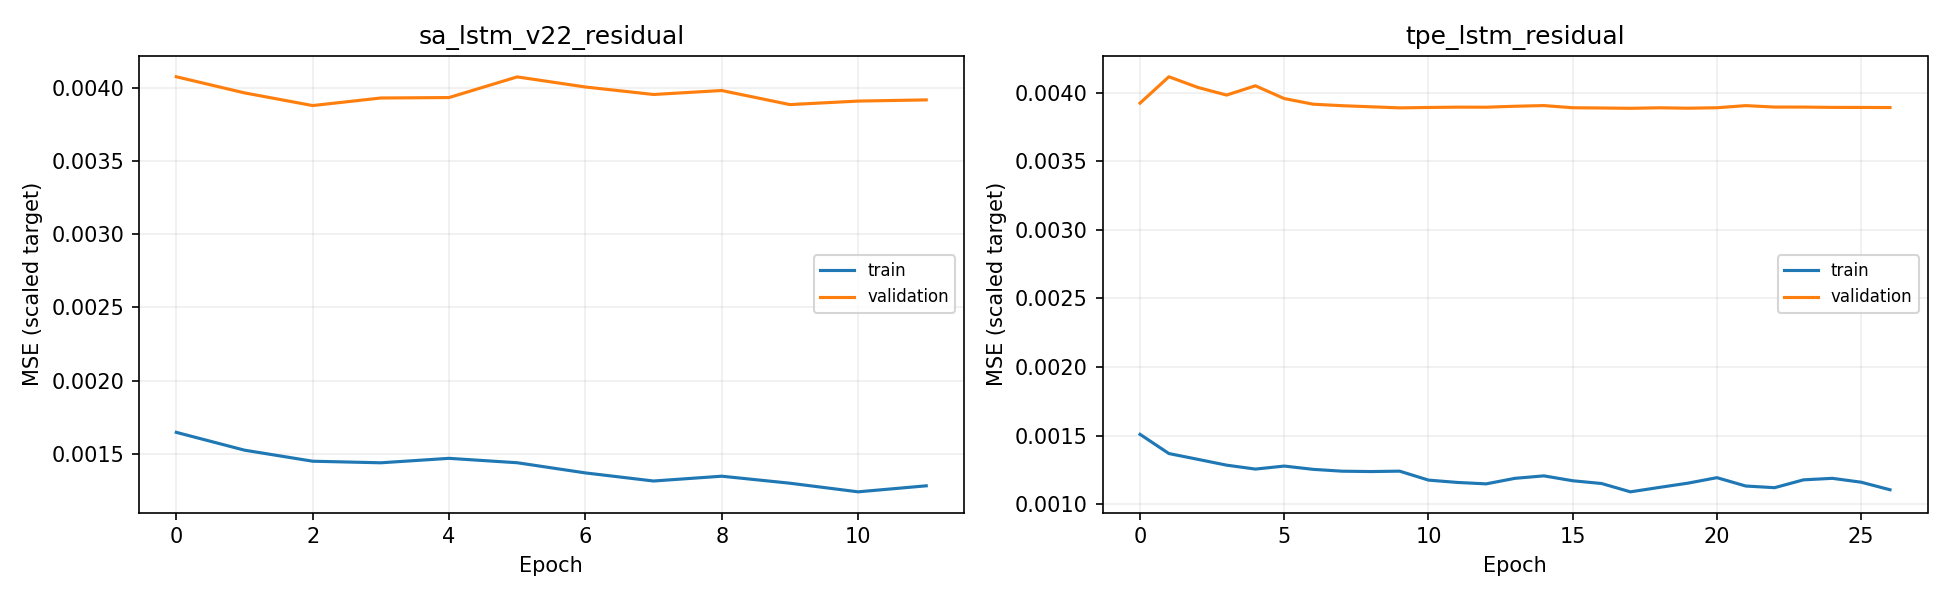 sa_lstm_v22_residual
MSE (scaled target)
0.0040
0.0035
0.0030
0.0025
0.0020
0.0015
train
validation
0 2 4 6 8 10
Epoch
tpe_lstm_residual
MSE (scaled target)
0.0040
0.0035
0.0030
0.0025
0.0020
0.0015
0.0010
train
validation
0 5 10 15 20 25
Epoch